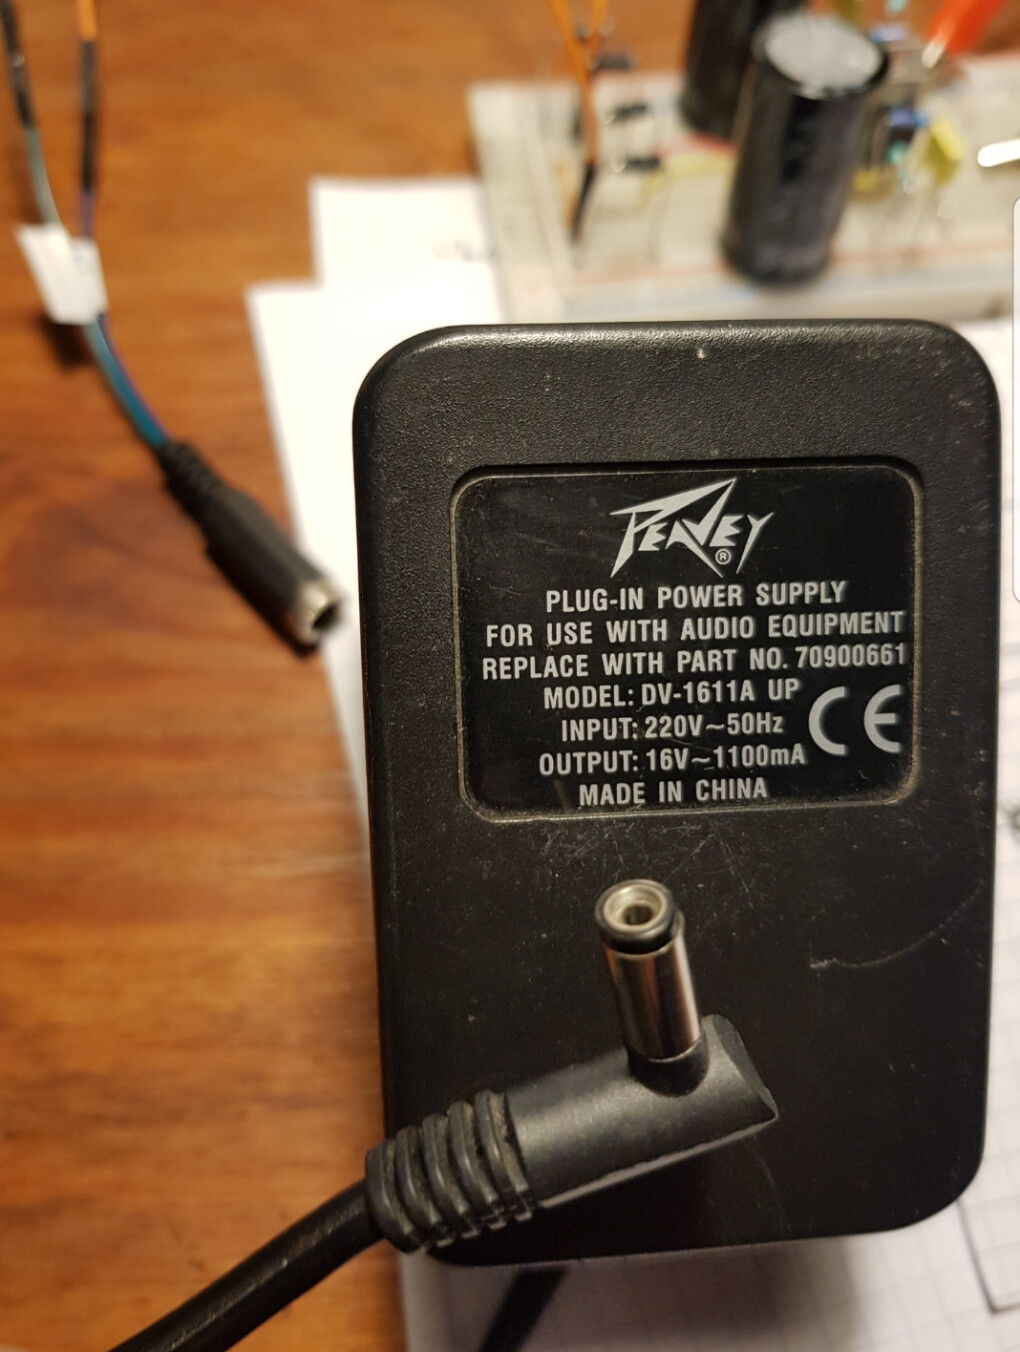 PEAVEY®
PLUG-IN POWER SUPPLY
FOR USE WITH AUDIO EQUIPMENT
REPLACE WITH PART NO. 70900661
MODEL: DV-1611A UP
INPUT: 220V~50Hz
OUTPUT: 16V~1100mA
MADE IN CHINA
CE